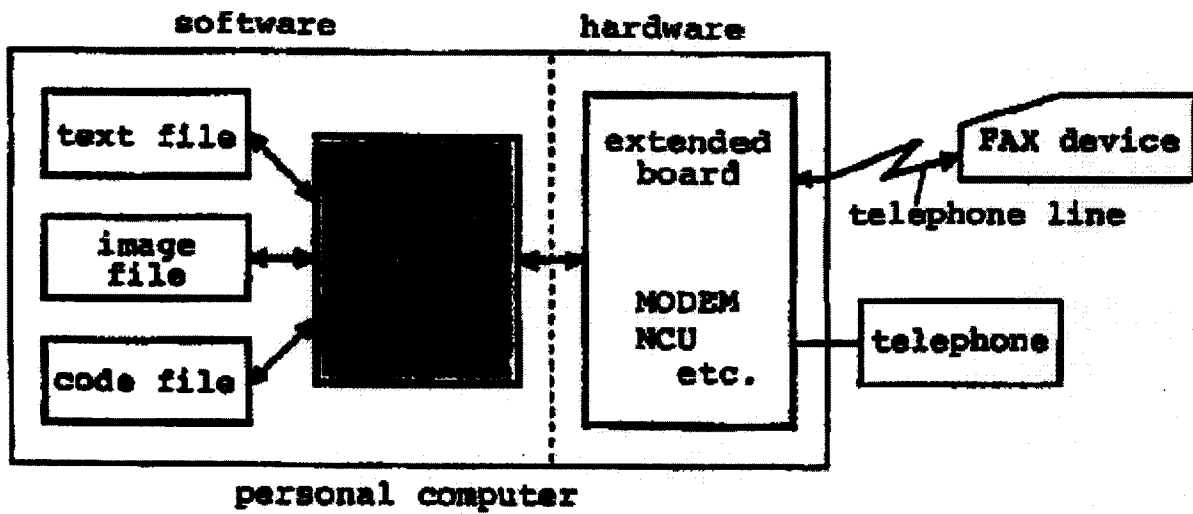 software
hardware
text file
image
file
code file
extended
board
MODEM
NCU
etc.
FAX device
telephone line
telephone
personal computer